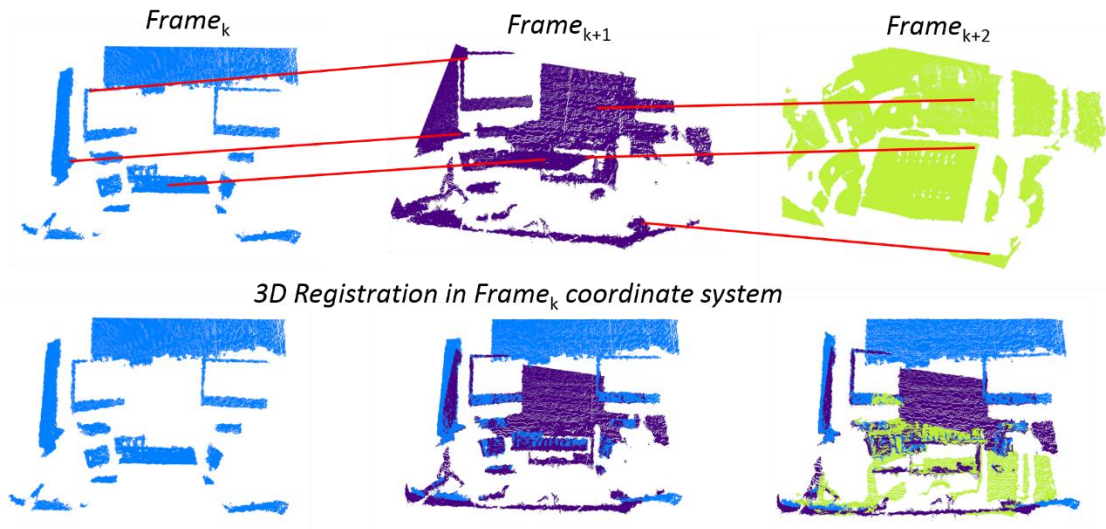 Frame_k
Frame_k+1
Frame_k+2
3D Registration in Frame_k coordinate system